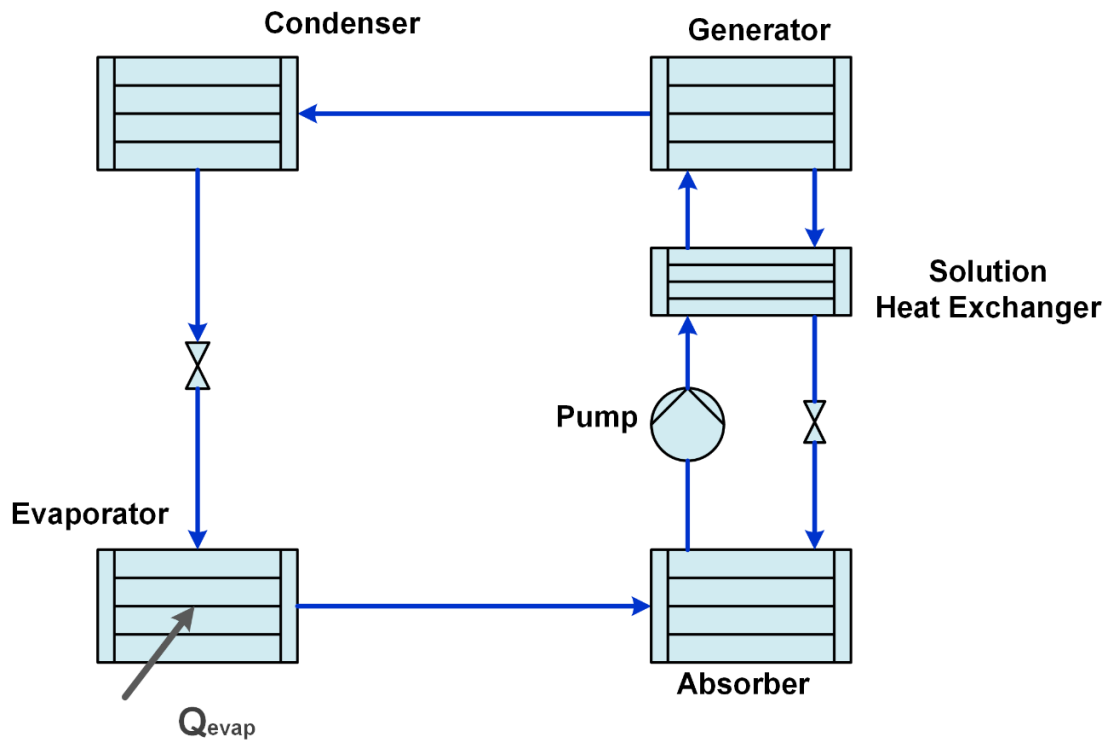 Condenser
Generator
Solution
Heat Exchanger
Pump
Evaporator
Absorber
Qevap